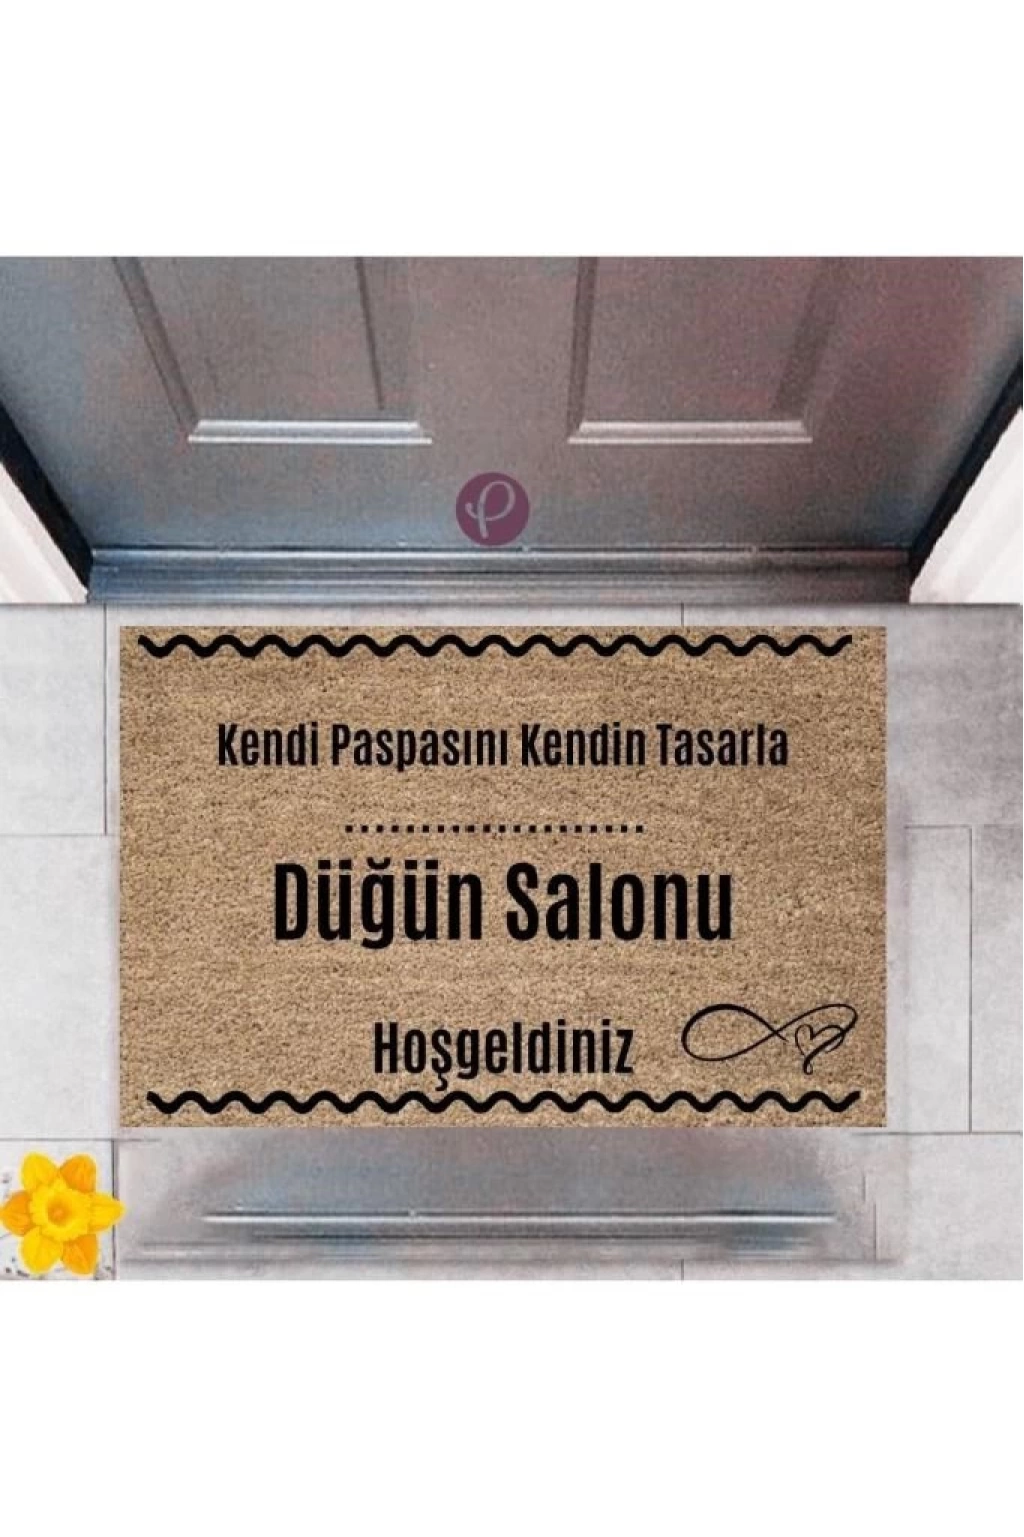 Kendi Paspasını Kendin Tasarla
....................
Düğün Salonu
Hoşgeldiniz